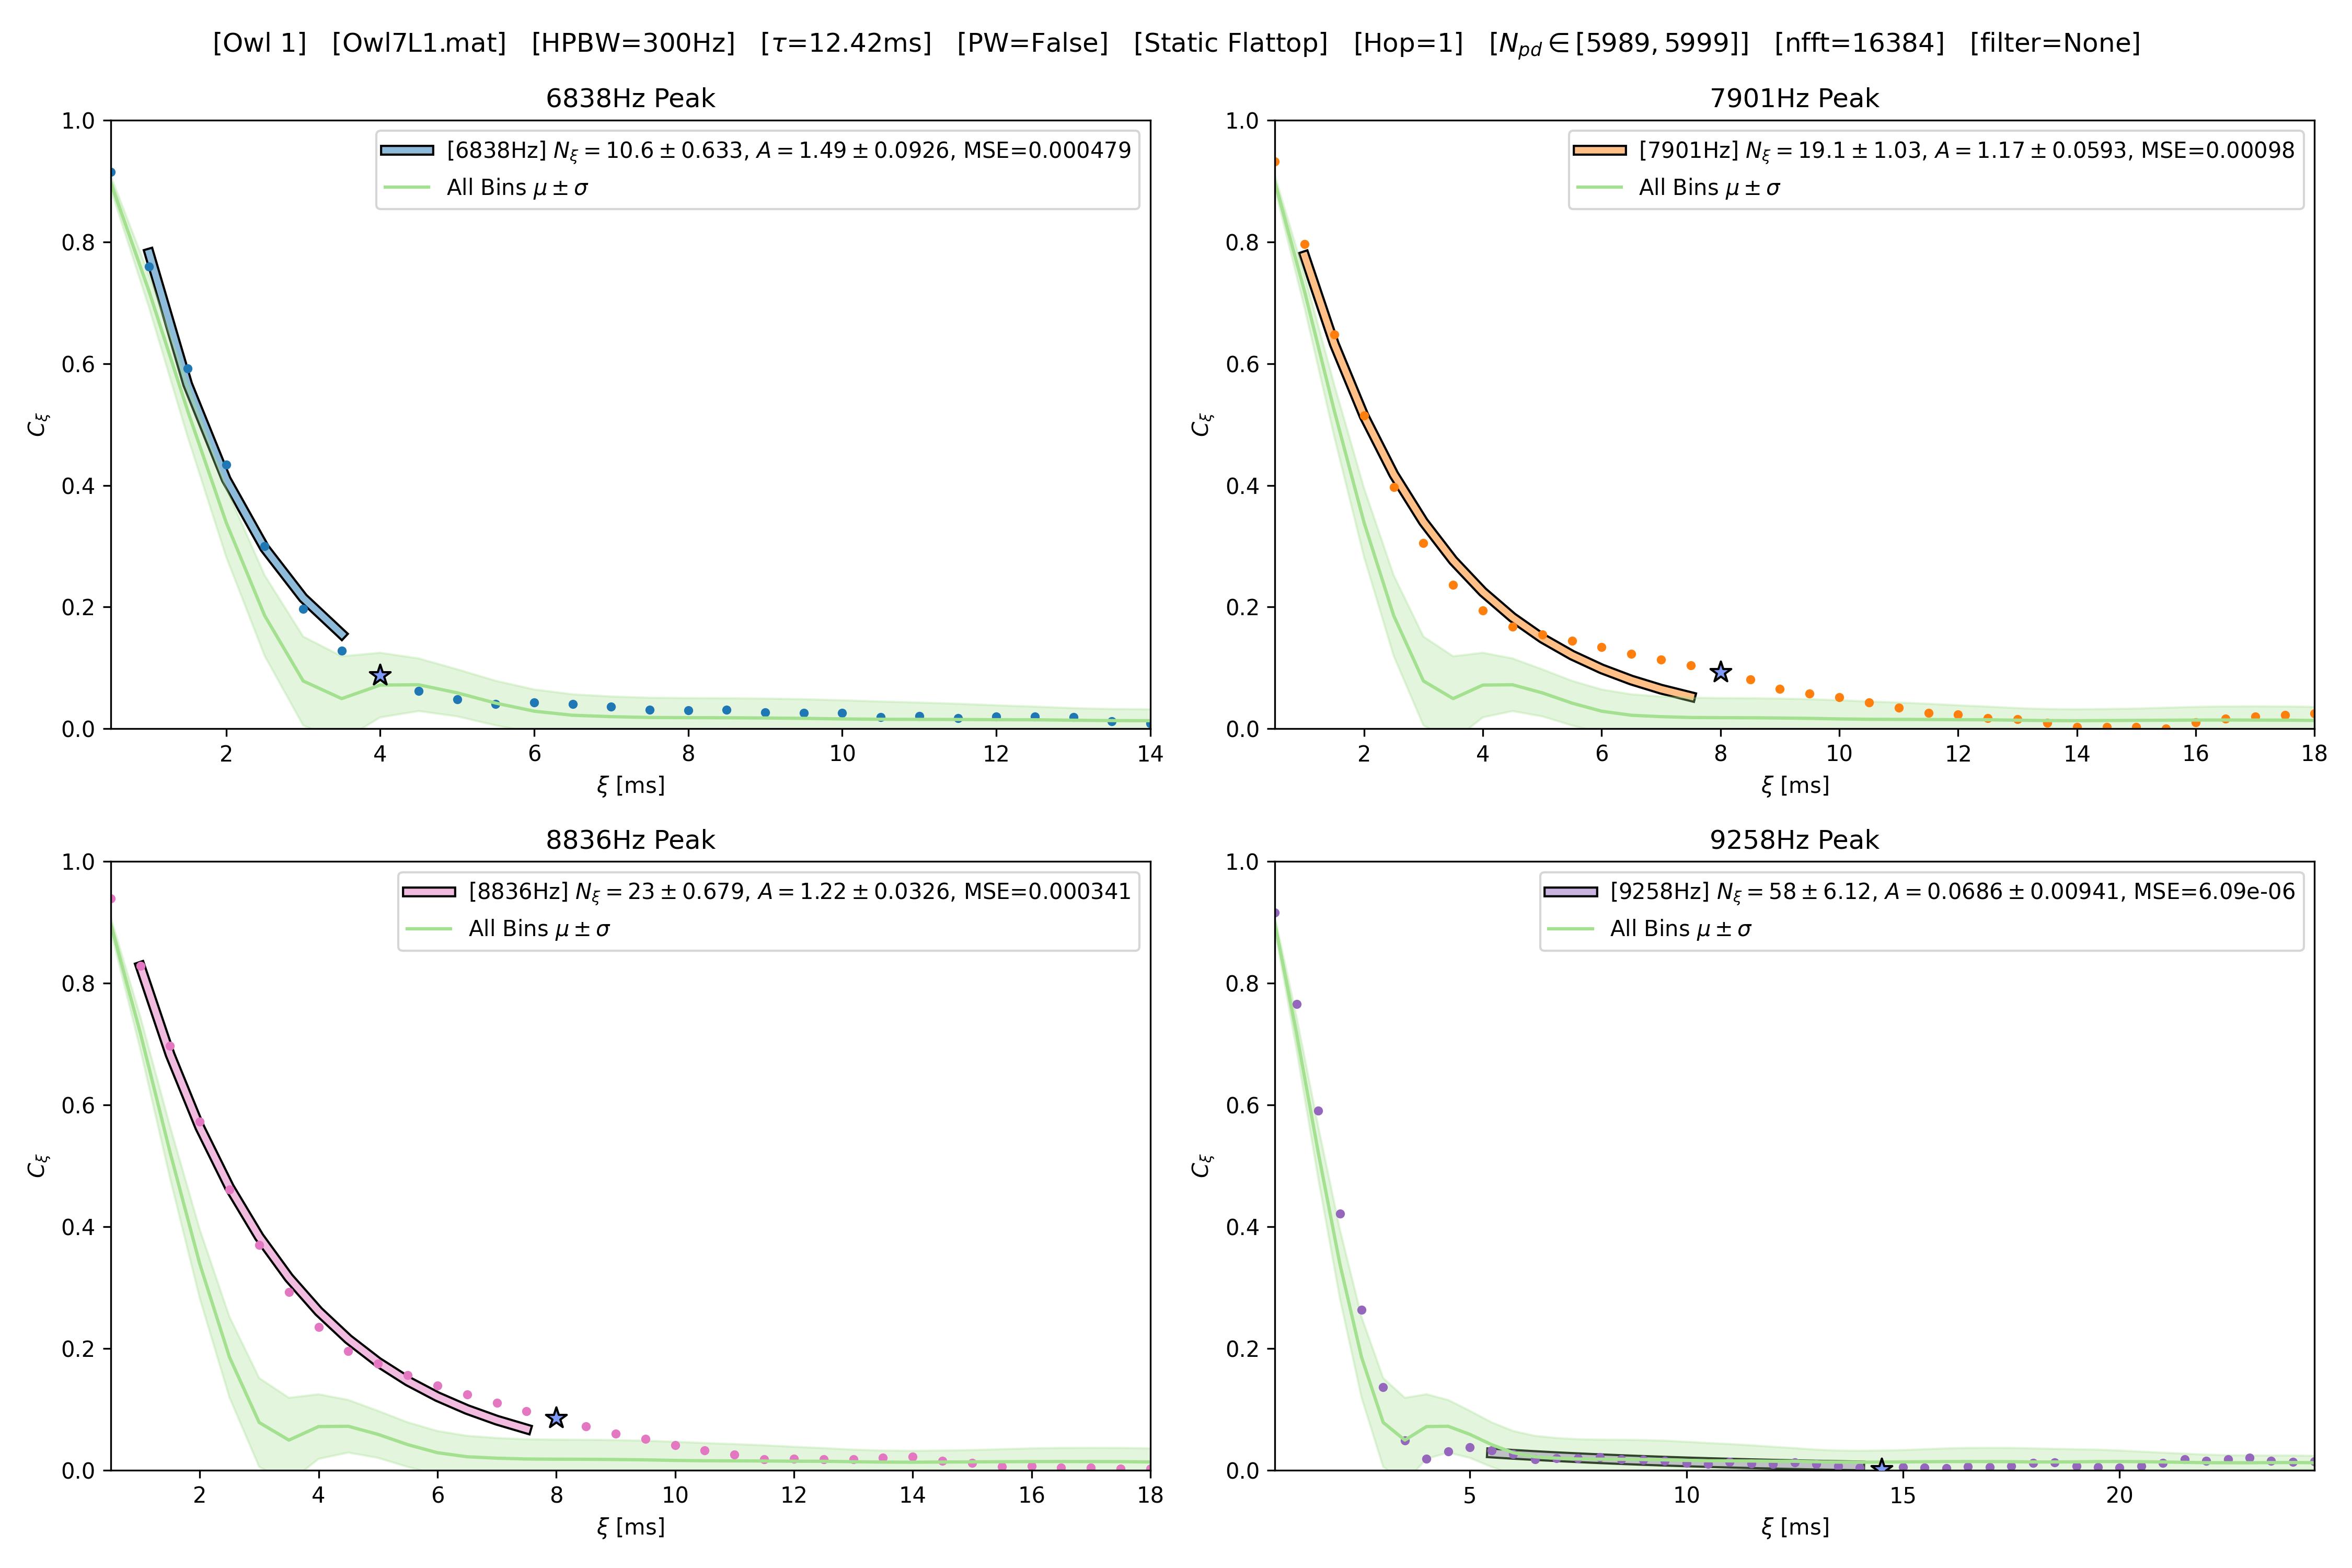 [Owl 1] [Owl7L1.mat] [HPBW=300Hz] [τ=12.42ms] [PW=False] [Static Flattop] [Hop=1] [N_pd ∈ [5989, 5999]] [nfft=16384] [filter=None]
6838Hz Peak
[6838Hz] N_ξ = 10.6 ± 0.633, A = 1.49 ± 0.0926, MSE=0.000479
All Bins μ ± σ
1.0
0.8
0.6
0.4
0.2
0.0
C_ξ
2 4 6 8 10 12 14
ξ [ms]
7901Hz Peak
[7901Hz] N_ξ = 19.1 ± 1.03, A = 1.17 ± 0.0593, MSE=0.00098
All Bins μ ± σ
1.0
0.8
0.6
0.4
0.2
0.0
C_ξ
2 4 6 8 10 12 14 16 18
ξ [ms]
8836Hz Peak
[8836Hz] N_ξ = 23 ± 0.679, A = 1.22 ± 0.0326, MSE=0.000341
All Bins μ ± σ
1.0
0.8
0.6
0.4
0.2
0.0
C_ξ
2 4 6 8 10 12 14 16 18
ξ [ms]
9258Hz Peak
[9258Hz] N_ξ = 58 ± 6.12, A = 0.0686 ± 0.00941, MSE=6.09e-06
All Bins μ ± σ
1.0
0.8
0.6
0.4
0.2
0.0
C_ξ
5 10 15 20
ξ [ms]